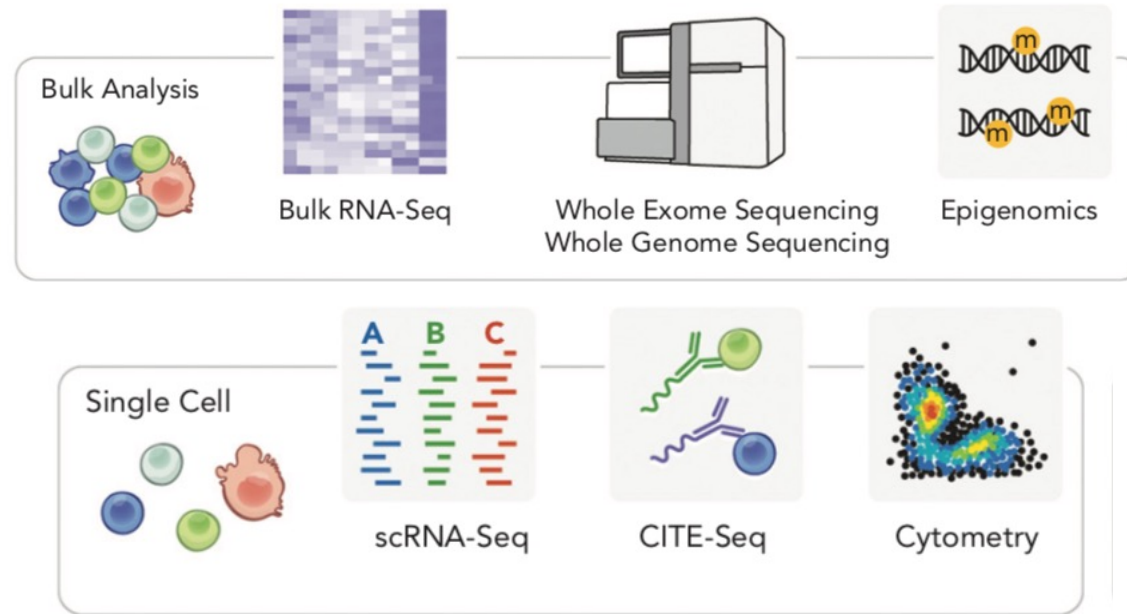 Bulk Analysis
Bulk RNA-Seq
Whole Exome Sequencing
Whole Genome Sequencing
m
m
m
Epigenomics
Single Cell
A B C
scRNA-Seq
CITE-Seq
Cytometry